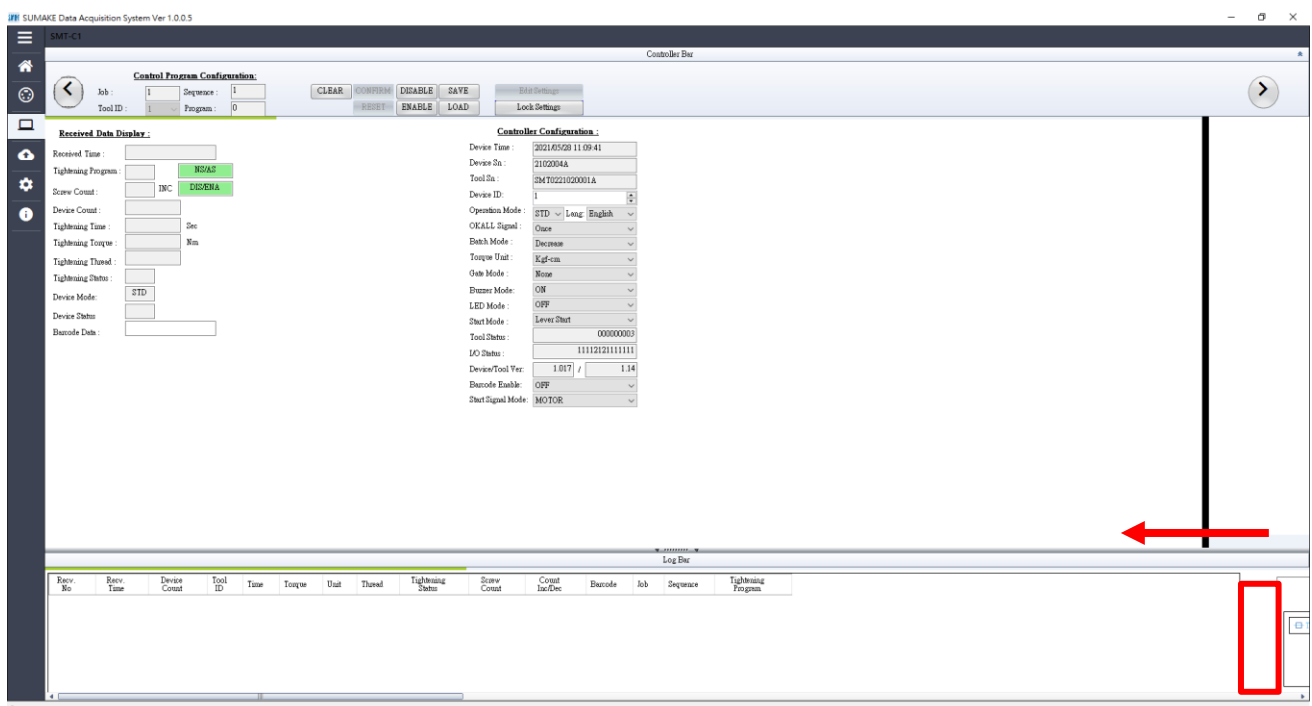 SUMAKE Data Acquisition System Ver 1.0.0.5
SMT-C1
Controller Bar
Control Program Configuration:
Job : 1 Sequence : 1 CLEAR CONFIRM DISABLE SAVE Edit Settings
Tool ID : 1 Program : 0 RESET ENABLE LOAD Lock Settings
Received Data Display :
Received Time :
Tightening Program : NS/AS
Screw Count : INC DIS/ENA
Device Count :
Tightening Time : Sec
Tightening Torque : Nm
Tightening Thread :
Tightening Status :
Device Mode: STD
Device Status
Barcode Data :
Controller Configuration :
Device Time : 2021/05/28 11:09:41
Device Sn : 2102004A
Tool Sn : SMT0221020001A
Device ID: 1
Operation Mode : STD Lang: English
OKALL Signal : Once
Batch Mode : Decrease
Torque Unit : Kgf-cm
Gate Mode : None
Buzzer Mode: ON
LED Mode : OFF
Start Mode : Lever Start
Tool Status : 000000003
I/O Status : 11112121111111
Device/Tool Ver: 1.017 / 1.14
Barcode Enable: OFF
Start Signal Mode: MOTOR
Log Bar
Recv. No Recv. Time Device Count Tool ID Time Torque Unit Thread Tightening Status Screw Count Count Inc/Dec Barcode Job Sequence Tightening Program